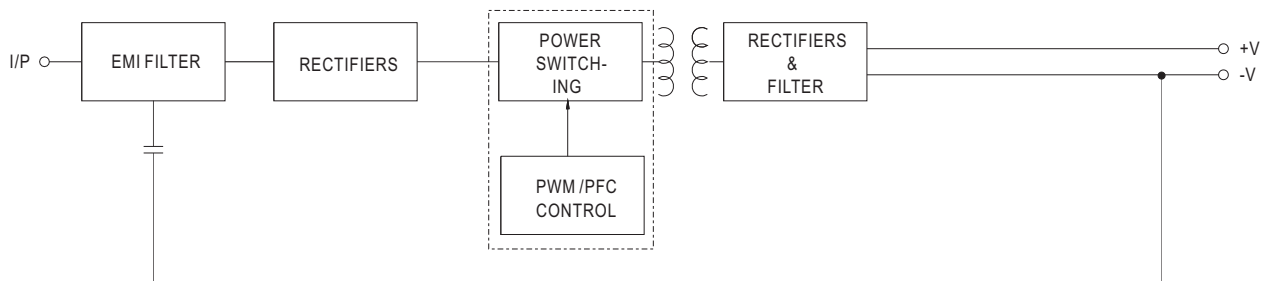 I/P
EMI FILTER
RECTIFIERS
POWER
SWITCH-
ING
RECTIFIERS
&
FILTER
+V
-V
PWM/PFC
CONTROL